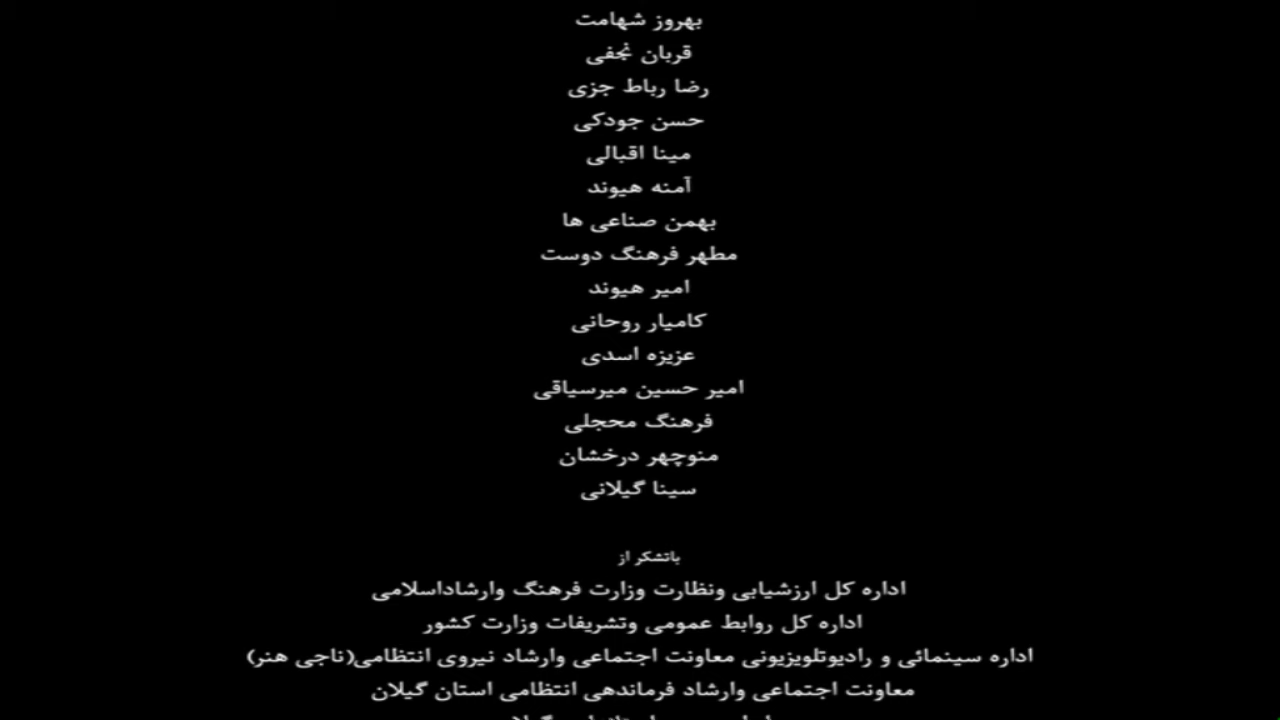 بهروز شهامت
قربان نجفی
رضا رباط جزی
حسن جودکی
مینا اقبالی
آمنه هیوند
بهمن صناعی ها
مطهر فرهنگ دوست
امیر هیوند
کامیار روحانی
عزیزه اسدی
امیر حسین میرسیاقی
فرهنگ محجلی
منوچهر درخشان
سینا گیلانی
باتشکر از
اداره کل ارزشیابی ونظارت وزارت فرهنگ وارشاداسلامی
اداره کل روابط عمومی وتشریفات وزارت کشور
اداره سینمائی و رادیوتلویزیونی معاونت اجتماعی وارشاد نیروی انتظامی(ناجی هنر)
معاونت اجتماعی وارشاد فرماندهی انتظامی استان گیلان